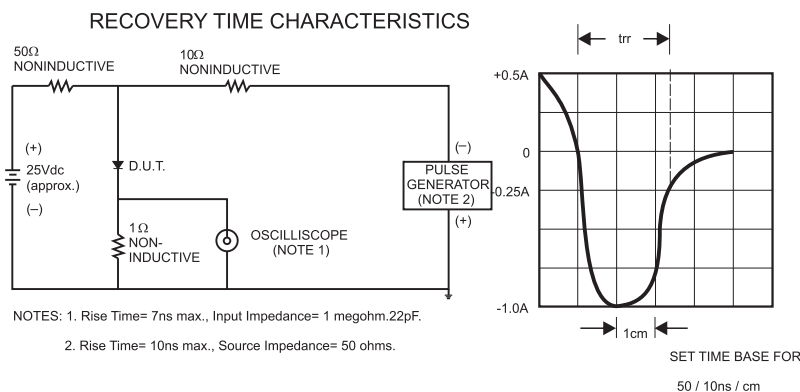 RECOVERY TIME CHARACTERISTICS
50Ω
NONINDUCTIVE
10Ω
NONINDUCTIVE
(+)
25Vdc
(approx.)
(–)
D.U.T.
1Ω
NON-
INDUCTIVE
OSCILLISCOPE
(NOTE 1)
(–)
PULSE
GENERATOR
(NOTE 2)
(+)
trr
+0.5A
0
-0.25A
-1.0A
1cm
SET TIME BASE FOR
50 / 10ns / cm
NOTES: 1. Rise Time= 7ns max., Input Impedance= 1 megohm.22pF.
2. Rise Time= 10ns max., Source Impedance= 50 ohms.